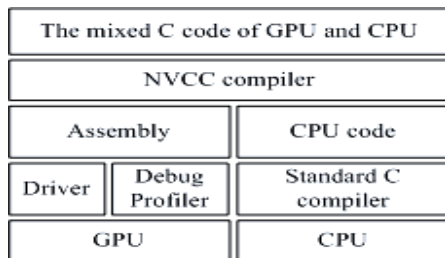 The mixed C code of GPU and CPU
NVCC compiler
Assembly
CPU code
Driver
Debug
Profiler
Standard C
compiler
GPU
CPU